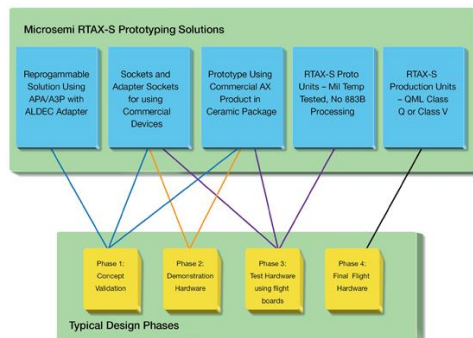 Microsemi RTAX-S Prototyping Solutions
Reprogammable
Solution Using
APA/A3P with
ALDEC Adapter
Sockets and
Adapter Sockets
for using
Commercial
Devices
Prototype Using
Commercial AX
Product in
Ceramic Package
RTAX-S Proto
Units – Mil Temp
Tested, No 883B
Processing
RTAX-S
Production Units
– QML Class
Q or Class V
Phase 1:
Concept
Validation
Phase 2:
Demonstration
Hardware
Phase 3:
Test Hardware
using flight
boards
Phase 4:
Final Flight
Hardware
Typical Design Phases